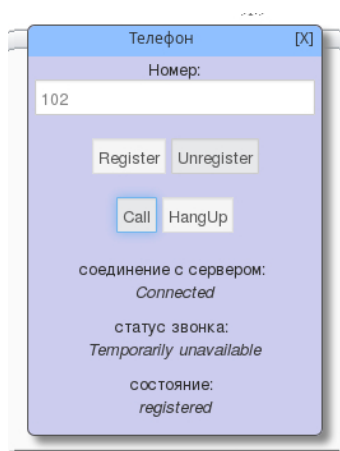 Телефон [X]
Номер:
102
Register Unregister
Call HangUp
соединение с сервером:
Connected
статус звонка:
Temporarily unavailable
состояние:
registered